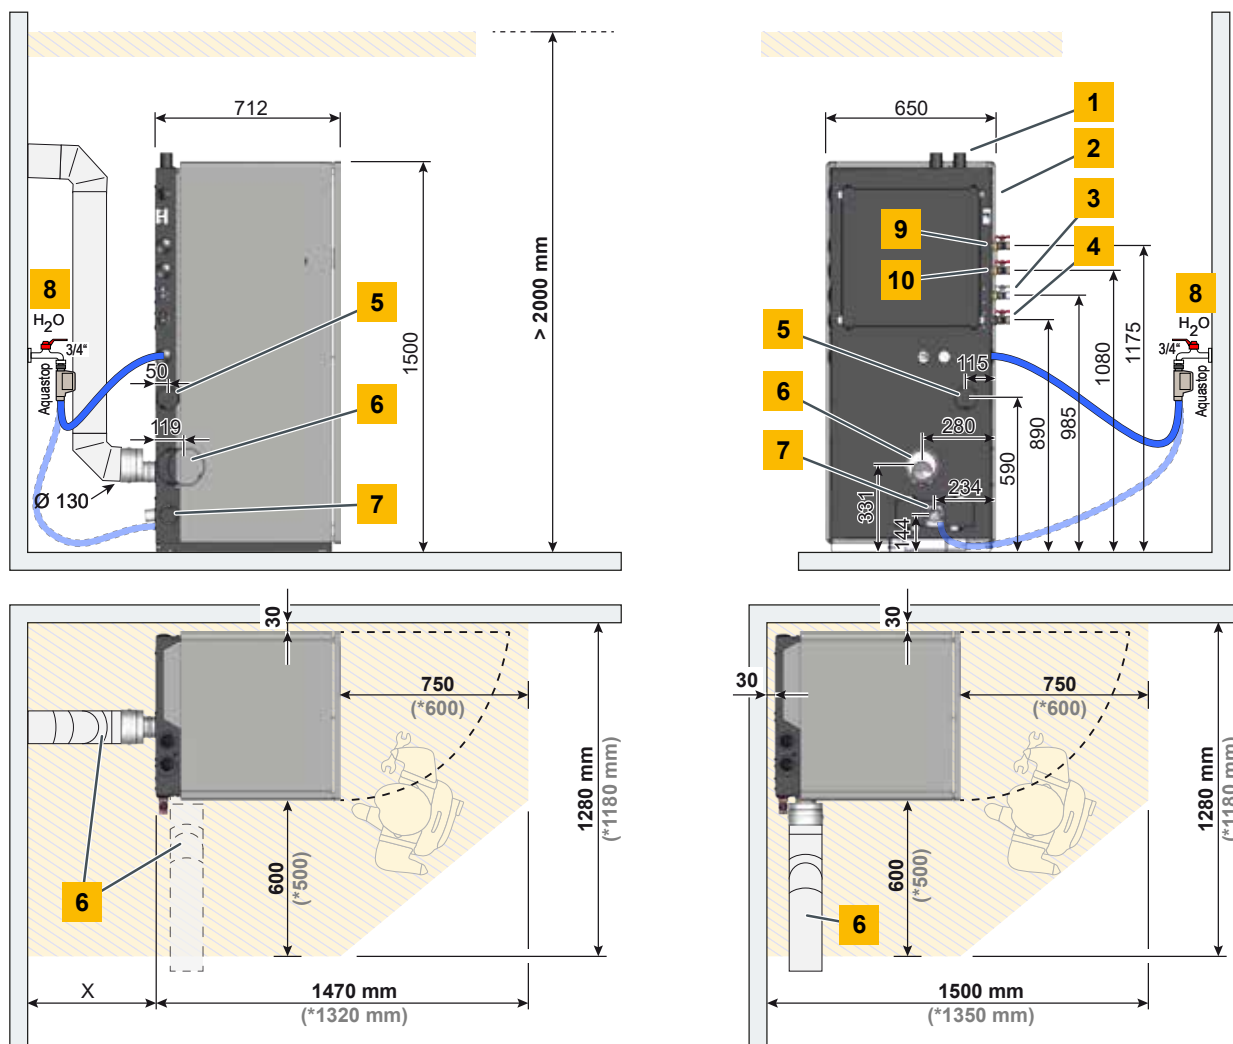 712
> 2000 mm
1500
8
H2O
3/4“
Aquastop
50
5
119
6
Ø 130
7
650
1
2
3
9
4
10
8
H2O
3/4“
Aquastop
5
115
6
280
7
234
331
144
590
890
985
1080
1175
30
750
(*600)
1280 mm
(*1180 mm)
600
(*500)
6
X
1470 mm
(*1320 mm)
30
30
750
(*600)
1280 mm
(*1180 mm)
600
(*500)
6
1500 mm
(*1350 mm)